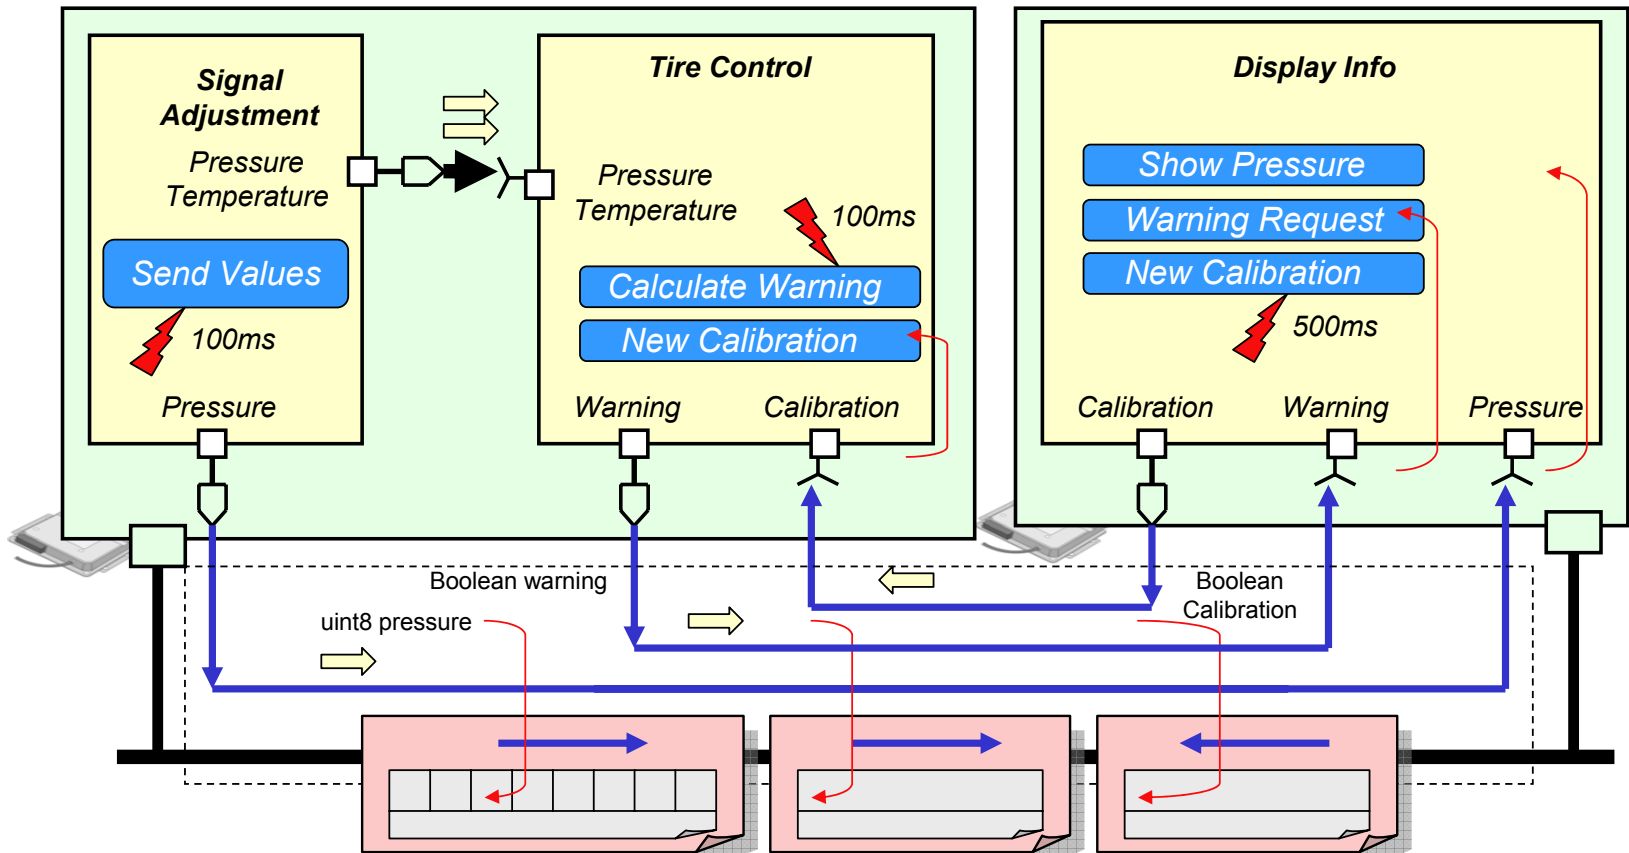 Signal
Adjustment
Pressure
Temperature
Send Values
100ms
Pressure
Tire Control
Pressure
Temperature
100ms
Calculate Warning
New Calibration
Warning
Calibration
Display Info
Show Pressure
Warning Request
New Calibration
500ms
Calibration
Warning
Pressure
Boolean warning
uint8 pressure
Boolean
Calibration